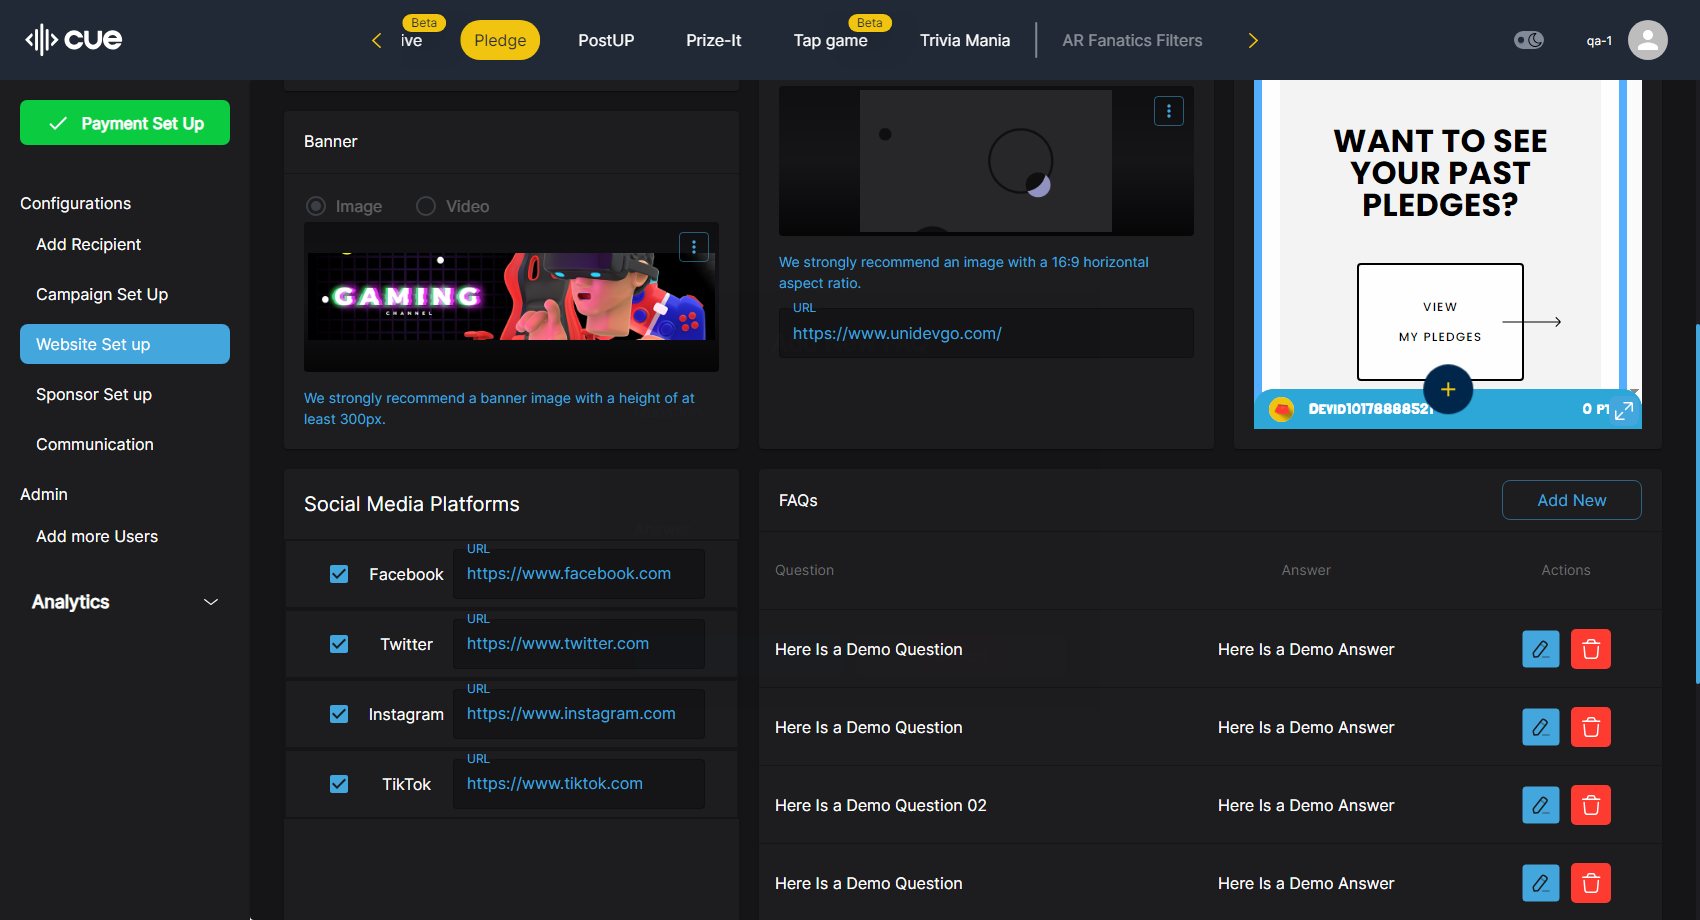 cue
Beta
ive
Pledge
PostUP
Prize-It
Beta
Tap game
Trivia Mania
AR Fanatics Filters
qa-1
Payment Set Up
Configurations
Add Recipient
Campaign Set Up
Website Set up
Sponsor Set up
Communication
Admin
Add more Users
Analytics
Banner
Image
Video
GAMING
CHANNEL
We strongly recommend a banner image with a height of at
least 300px.
We strongly recommend an image with a 16:9 horizontal
aspect ratio.
URL
https://www.unidevgo.com/
WANT TO SEE
YOUR PAST
PLEDGES?
VIEW
MY PLEDGES
Devid1017888852
0 PT
Social Media Platforms
Facebook
URL
https://www.facebook.com
Twitter
URL
https://www.twitter.com
Instagram
URL
https://www.instagram.com
TikTok
URL
https://www.tiktok.com
FAQs
Add New
Question
Answer
Actions
Here Is a Demo Question
Here Is a Demo Answer
Here Is a Demo Question
Here Is a Demo Answer
Here Is a Demo Question 02
Here Is a Demo Answer
Here Is a Demo Question
Here Is a Demo Answer